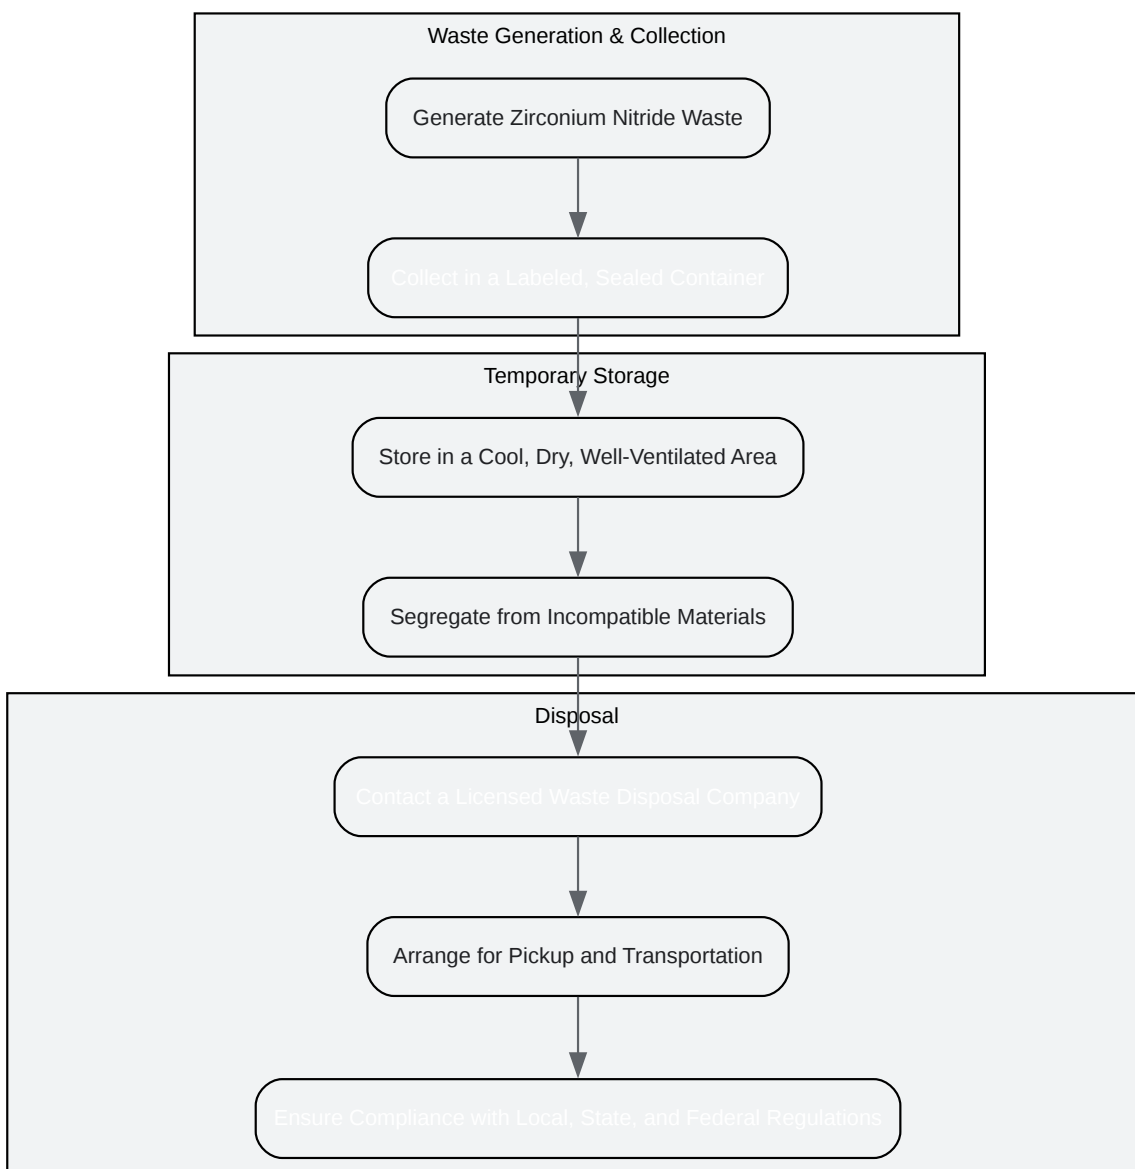 Waste Generation & Collection
Generate Zirconium Nitride Waste
Collect in a Labeled, Sealed Container
Temporary Storage
Store in a Cool, Dry, Well-Ventilated Area
Segregate from Incompatible Materials
Disposal
Contact a Licensed Waste Disposal Company
Arrange for Pickup and Transportation
Ensure Compliance with Local, State, and Federal Regulations